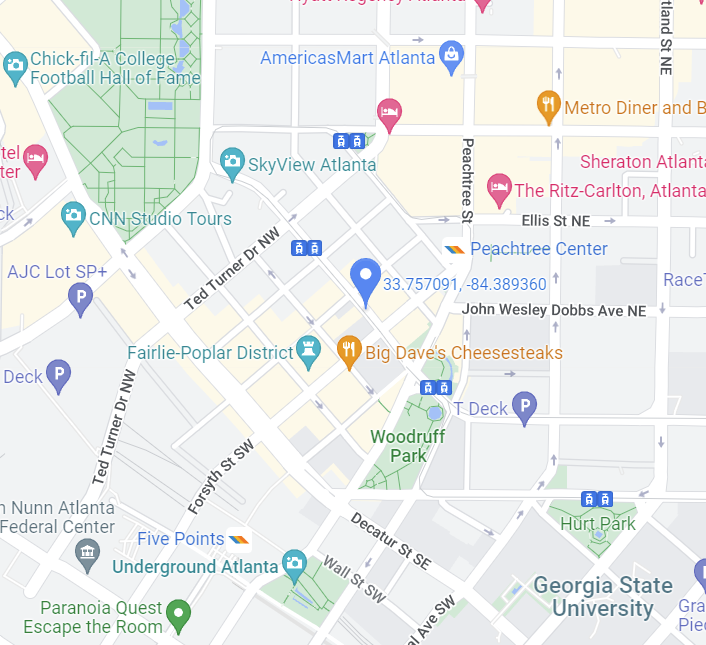 Hyatt Regency Atlanta
Chick-fil-A College
Football Hall of Fame
AmericasMart Atlanta
Metro Diner and B
Peachtree St
SkyView Atlanta
Sheraton Atlanta
The Ritz-Carlton, Atlanta
tel
ter
CNN Studio Tours
Ellis St NE
ck
Peachtree Center
Ted Turner Dr NW
AJC Lot SP+
33.757091, -84.389360
Race
John Wesley Dobbs Ave NE
Fairlie-Poplar District
Big Dave's Cheesesteaks
Deck
T Deck
Ted Turner Dr NW
Woodruff
Park
Forsyth St SW
n Nunn Atlanta
Federal Center
Hurt Park
Five Points
Decatur St SE
Underground Atlanta
Wall St SW
Georgia State
University
Paranoia Quest
Escape the Room
al Ave SW
Gra
Piec